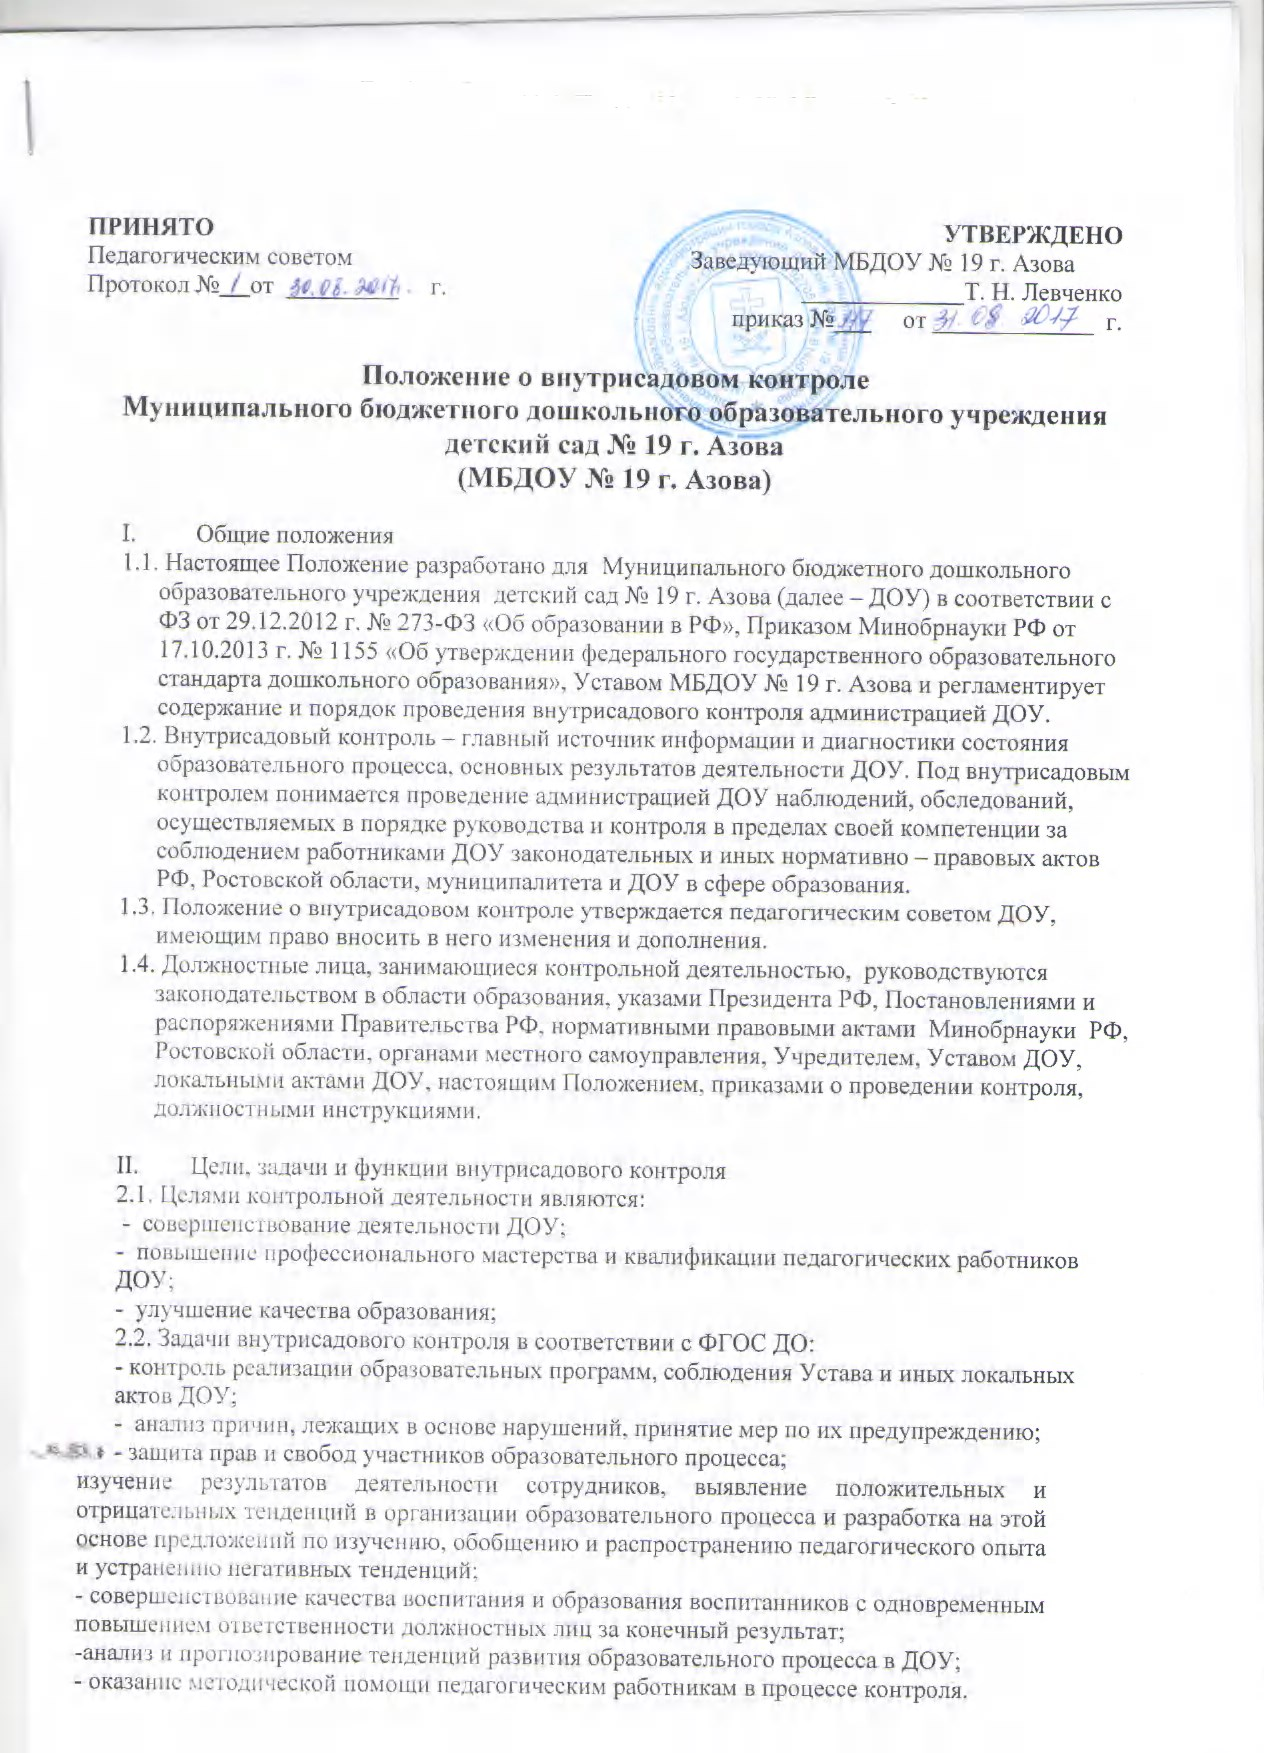 ПРИНЯТО
Педагогическим советом
Протокол № 1 от 30.08.2017. г.
УТВЕРЖДЕНО
Заведующий МБДОУ № 19 г. Азова
Т. Н. Левченко
приказ № от 31.08 2017 г.
Положение о внутрисадовом контроле
Муниципального бюджетного дошкольного образовательного учреждения
детский сад № 19 г. Азова
(МБДОУ № 19 г. Азова)
I. Общие положения
1.1. Настоящее Положение разработано для Муниципального бюджетного дошкольного
образовательного учреждения детский сад № 19 г. Азова (далее – ДОУ) в соответствии с
ФЗ от 29.12.2012 г. № 273-ФЗ «Об образовании в РФ», Приказом Минобрнауки РФ от
17.10.2013 г. № 1155 «Об утверждении федерального государственного образовательного
стандарта дошкольного образования», Уставом МБДОУ № 19 г. Азова и регламентирует
содержание и порядок проведения внутрисадового контроля администрацией ДОУ.
1.2. Внутрисадовый контроль – главный источник информации и диагностики состояния
образовательного процесса, основных результатов деятельности ДОУ. Под внутрисадовым
контролем понимается проведение администрацией ДОУ наблюдений, обследований,
осуществляемых в порядке руководства и контроля в пределах своей компетенции за
соблюдением работниками ДОУ законодательных и иных нормативно – правовых актов
РФ, Ростовской области, муниципалитета и ДОУ в сфере образования.
1.3. Положение о внутрисадовом контроле утверждается педагогическим советом ДОУ,
имеющим право вносить в него изменения и дополнения.
1.4. Должностные лица, занимающиеся контрольной деятельностью, руководствуются
законодательством в области образования, указами Президента РФ, Постановлениями и
распоряжениями Правительства РФ, нормативными правовыми актами Минобрнауки РФ,
Ростовской области, органами местного самоуправления, Учредителем, Уставом ДОУ,
локальными актами ДОУ, настоящим Положением, приказами о проведении контроля,
должностными инструкциями.
II. Цели, задачи и функции внутрисадового контроля
2.1. Целями контрольной деятельности являются:
- совершенствование деятельности ДОУ;
- повышение профессионального мастерства и квалификации педагогических работников
ДОУ;
- улучшение качества образования;
2.2. Задачи внутрисадового контроля в соответствии с ФГОС ДО:
- контроль реализации образовательных программ, соблюдения Устава и иных локальных
актов ДОУ;
- анализ причин, лежащих в основе нарушений, принятие мер по их предупреждению;
- защита прав и свобод участников образовательного процесса;
изучение результатов деятельности сотрудников, выявление положительных и
отрицательных тенденций в организации образовательного процесса и разработка на этой
основе предложений по изучению, обобщению и распространению педагогического опыта
и устранению негативных тенденций;
- совершенствование качества воспитания и образования воспитанников с одновременным
повышением ответственности должностных лиц за конечный результат;
-анализ и прогнозирование тенденций развития образовательного процесса в ДОУ;
- оказание методической помощи педагогическим работникам в процессе контроля.